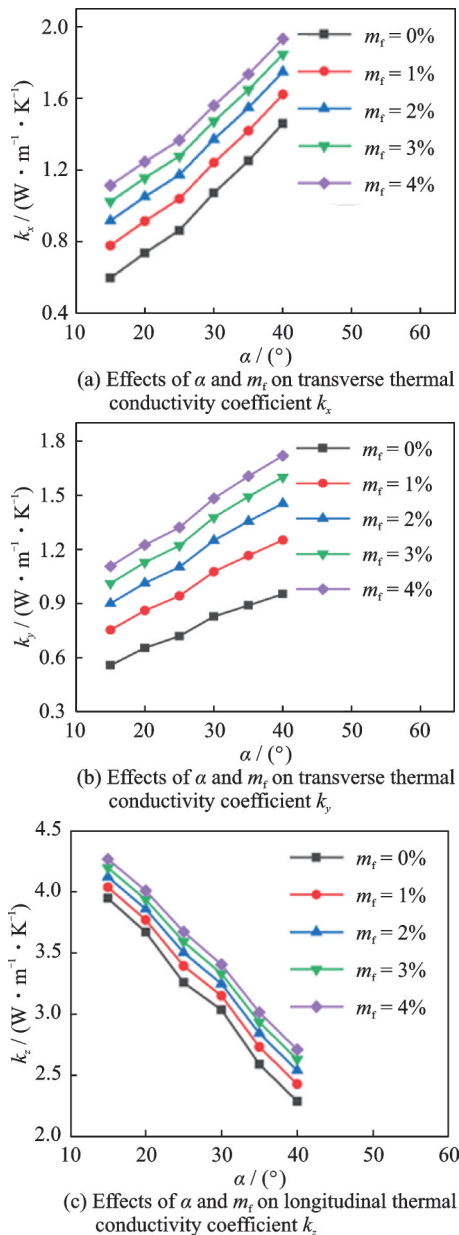 2.0
1.6
1.2
0.8
0.4
k_x / (W · m⁻¹ · K⁻¹)
m_f = 0%
m_f = 1%
m_f = 2%
m_f = 3%
m_f = 4%
10 20 30 40 50 60
α / (°)
(a) Effects of α and m_f on transverse thermal
conductivity coefficient k_x
1.8
1.5
1.2
0.9
0.6
0.3
k_y / (W · m⁻¹ · K⁻¹)
m_f = 0%
m_f = 1%
m_f = 2%
m_f = 3%
m_f = 4%
10 20 30 40 50 60
α / (°)
(b) Effects of α and m_f on transverse thermal
conductivity coefficient k_y
4.5
4.0
3.5
3.0
2.5
2.0
k_z / (W · m⁻¹ · K⁻¹)
m_f = 0%
m_f = 1%
m_f = 2%
m_f = 3%
m_f = 4%
10 20 30 40 50 60
α / (°)
(c) Effects of α and m_f on longitudinal thermal
conductivity coefficient k_z